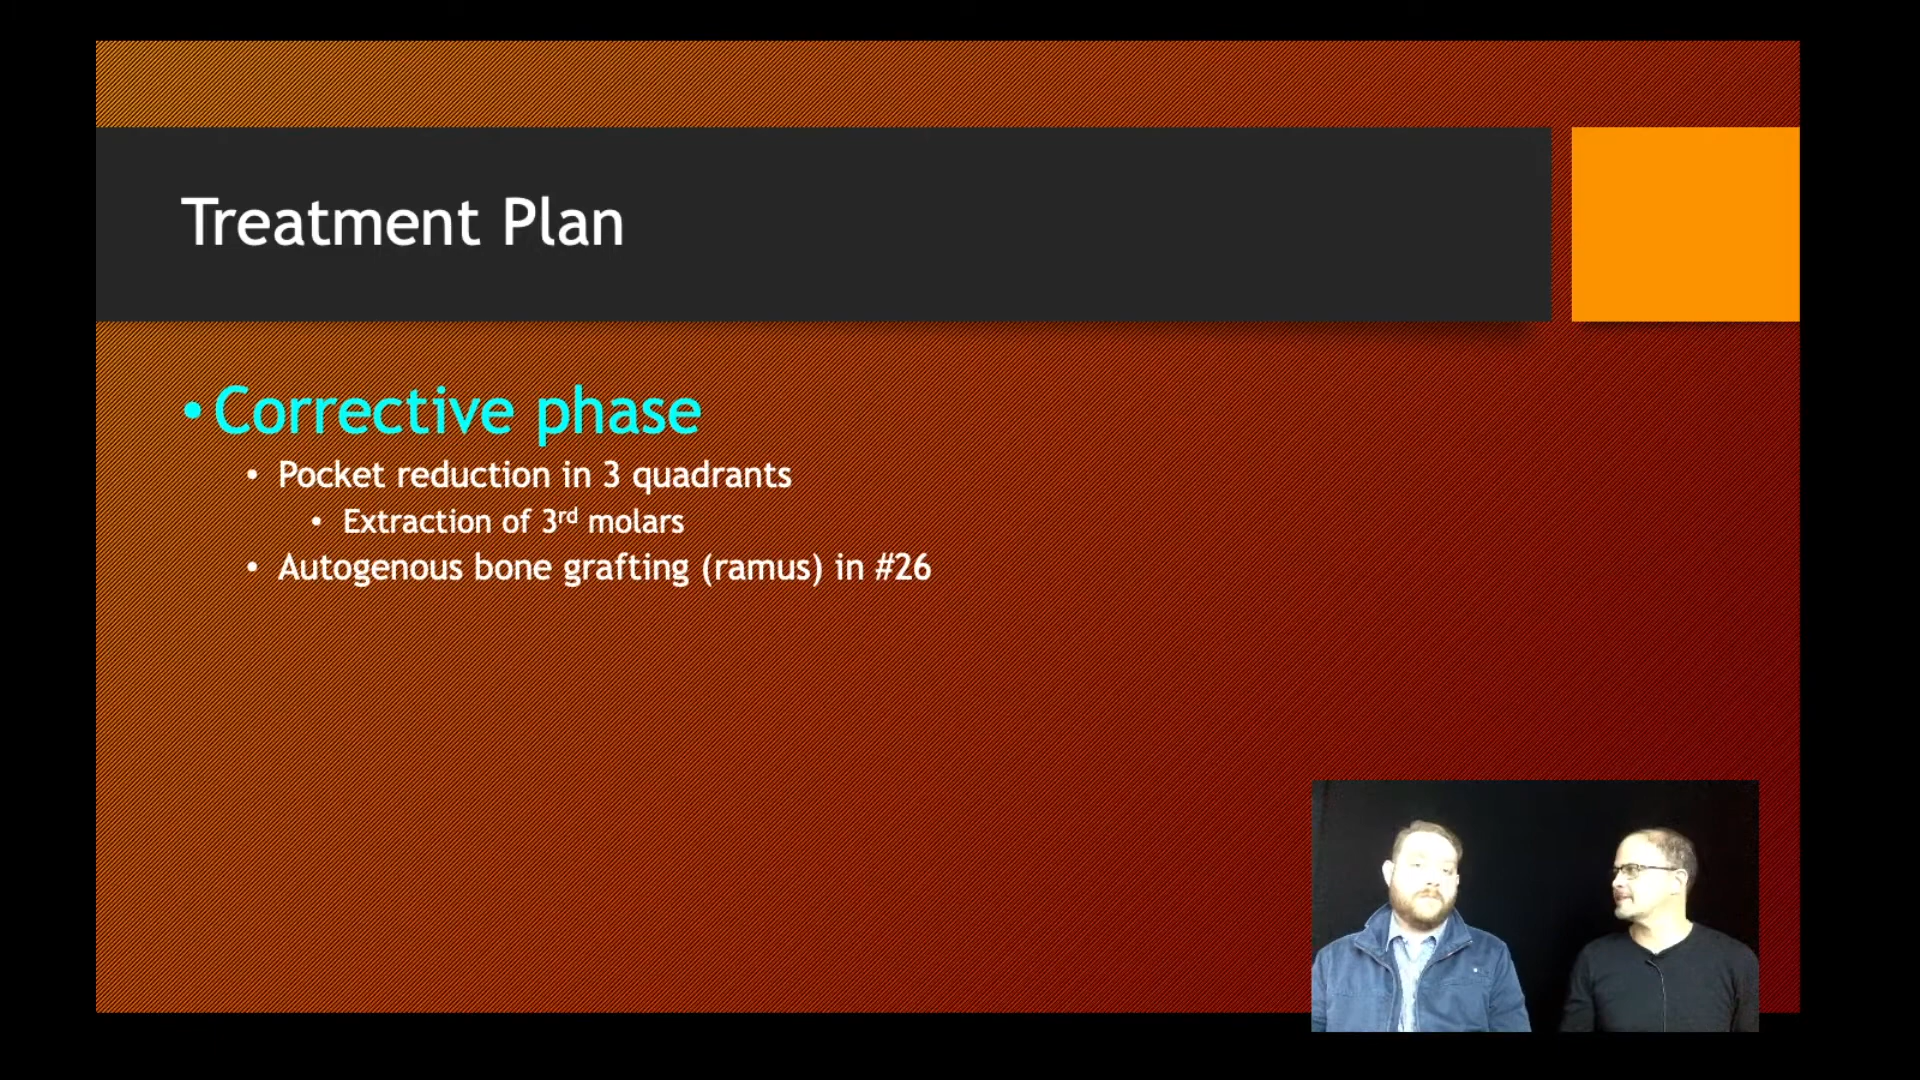 Treatment Plan
• Corrective phase
• Pocket reduction in 3 quadrants
• Extraction of 3rd molars
• Autogenous bone grafting (ramus) in #26